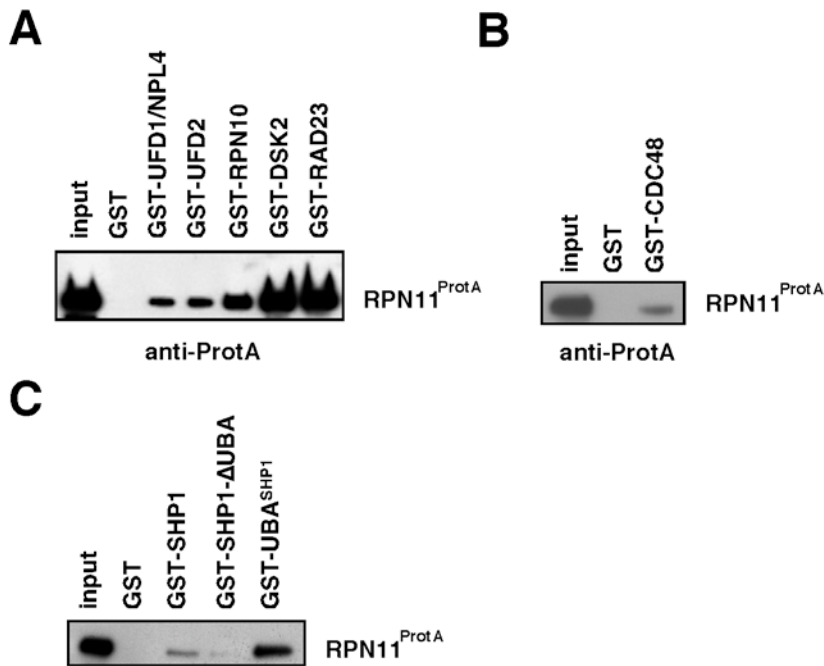 A
input
GST
GST-UFD1/NPL4
GST-UFD2
GST-RPN10
GST-DSK2
GST-RAD23
RPN11ProtA
anti-ProtA
B
input
GST
GST-CDC48
RPN11ProtA
anti-ProtA
C
input
GST
GST-SHP1
GST-SHP1-ΔUBA
GST-UBASHP1
RPN11ProtA